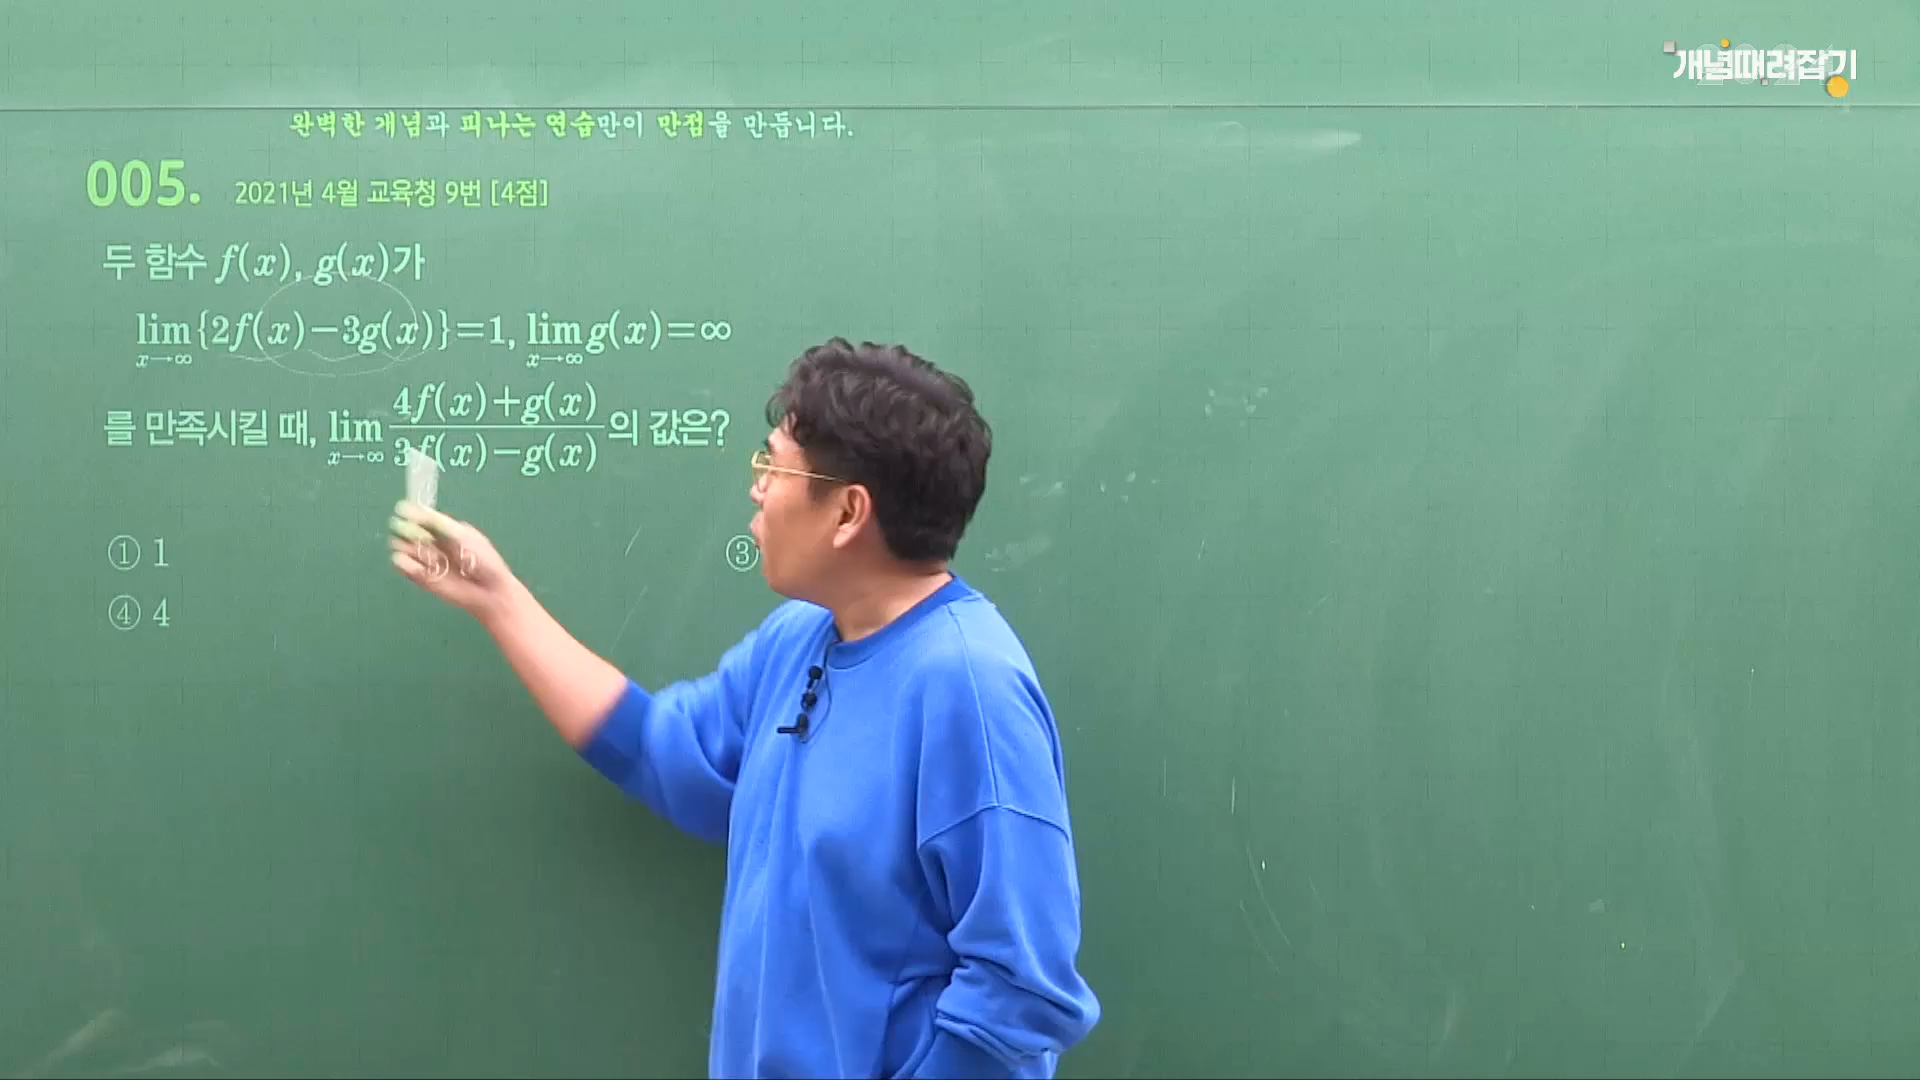 개념때려잡기
완벽한 개념과 피나는 연습만이 만점을 만듭니다.
005. 2021년 4월 교육청 9번 [4점]
두 함수 f(x), g(x)가
lim x→∞ {2f(x)−3g(x)}=1, lim x→∞ g(x)=∞
를 만족시킬 때, lim x→∞ (4f(x)+g(x))/(3f(x)−g(x)) 의 값은?
① 1 ③
④ 4 ⑤ 5